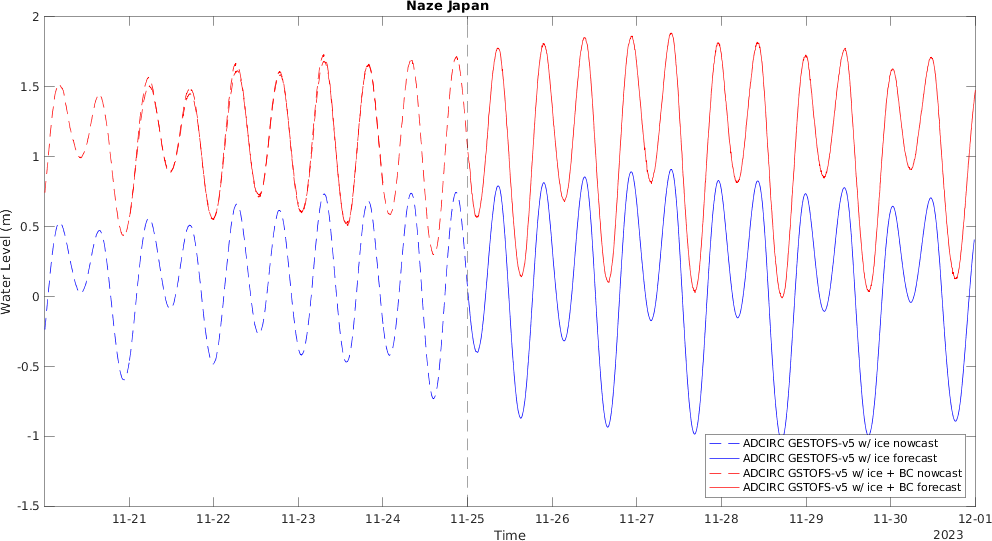 Naze Japan
2
1.5
1
0.5
0
-0.5
-1
-1.5
Water Level (m)
11-21 11-22 11-23 11-24 11-25 11-26 11-27 11-28 11-29 11-30 12-01
Time
2023
ADCIRC GESTOFS-v5 w/ ice nowcast
ADCIRC GESTOFS-v5 w/ ice forecast
ADCIRC GSTOFS-v5 w/ ice + BC nowcast
ADCIRC GSTOFS-v5 w/ ice + BC forecast